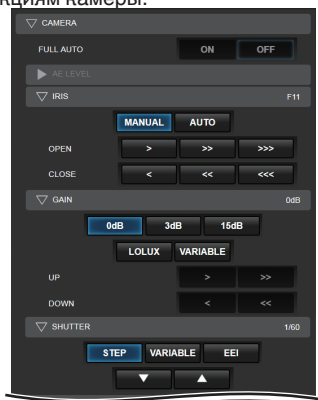 кциям камеры.
▽ CAMERA
FULL AUTO ON OFF
▶ AE LEVEL
▽ IRIS F11
MANUAL AUTO
OPEN > >> >>>
CLOSE < << <<<
▽ GAIN 0dB
0dB 3dB 15dB
LOLUX VARIABLE
UP > >>
DOWN < <<
▽ SHUTTER 1/60
STEP VARIABLE EEI
▼ ▲